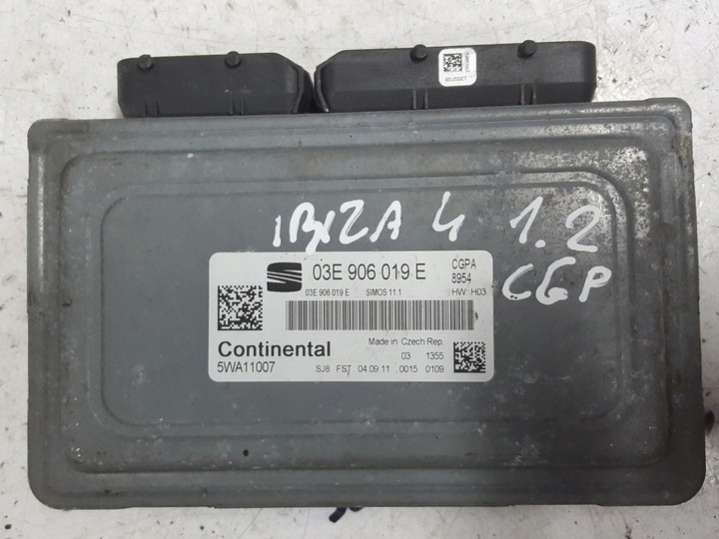 IBIZA 4 1.2
CGP
03E 906 019 E CGPA
8954
03E 906 019 E SIMOS 11.1 HW H03
Made in Czech Rep.
Continental 03 1355
5WA11007 SJ8 FS7 04.09.11 0015 0109